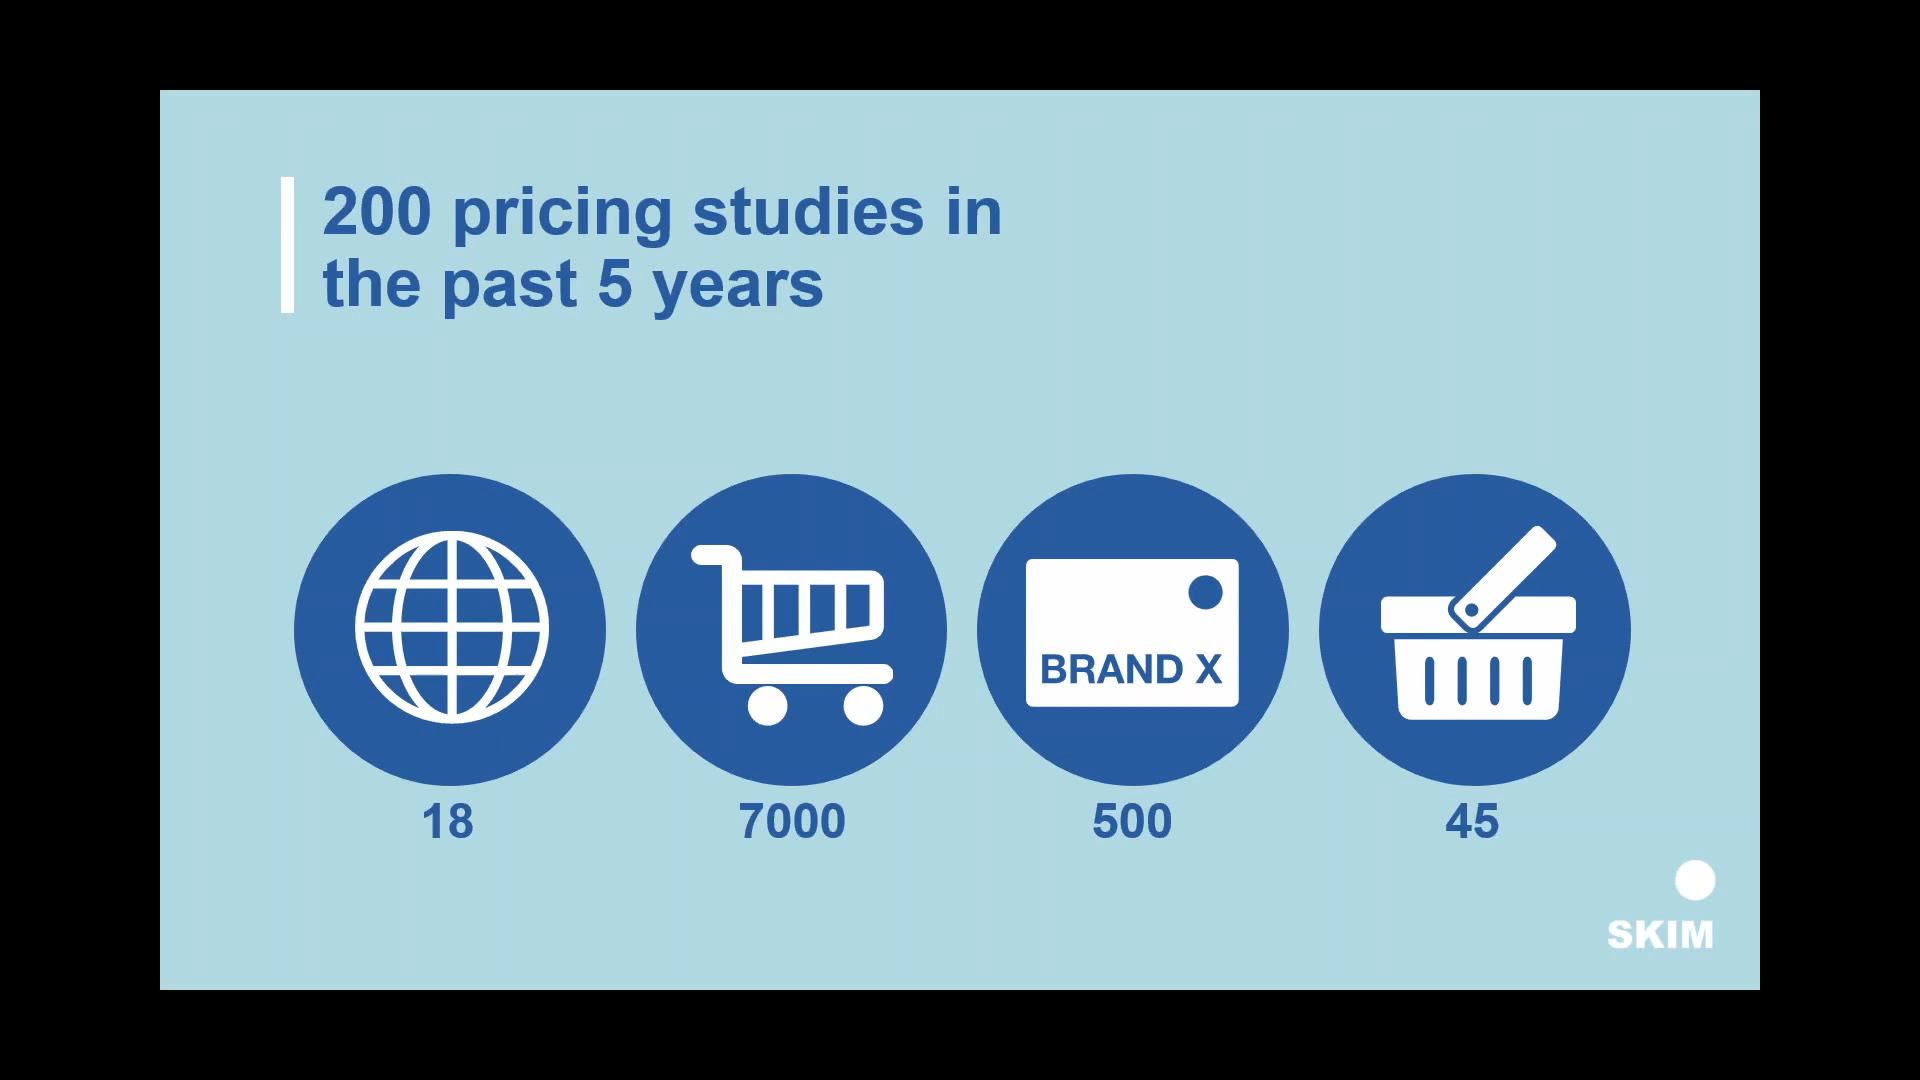 200 pricing studies in
the past 5 years
BRAND X
18
7000
500
45
SKIM